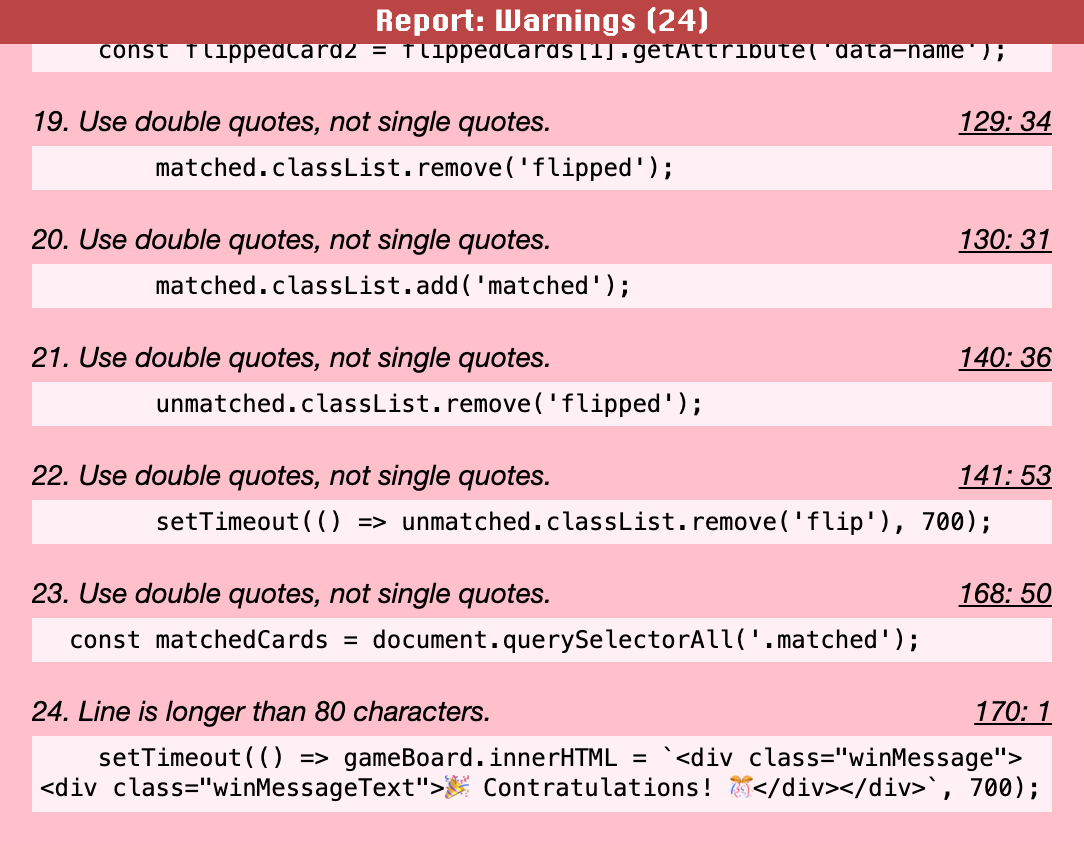 Report: Warnings (24)
const flippedCard2 = flippedCards[1].getAttribute('data-name');
19. Use double quotes, not single quotes. 129: 34
matched.classList.remove('flipped');
20. Use double quotes, not single quotes. 130: 31
matched.classList.add('matched');
21. Use double quotes, not single quotes. 140: 36
unmatched.classList.remove('flipped');
22. Use double quotes, not single quotes. 141: 53
setTimeout(() => unmatched.classList.remove('flip'), 700);
23. Use double quotes, not single quotes. 168: 50
const matchedCards = document.querySelectorAll('.matched');
24. Line is longer than 80 characters. 170: 1
setTimeout(() => gameBoard.innerHTML = `<div class="winMessage">
<div class="winMessageText">🎉 Contratulations! 🎊</div></div>`, 700);